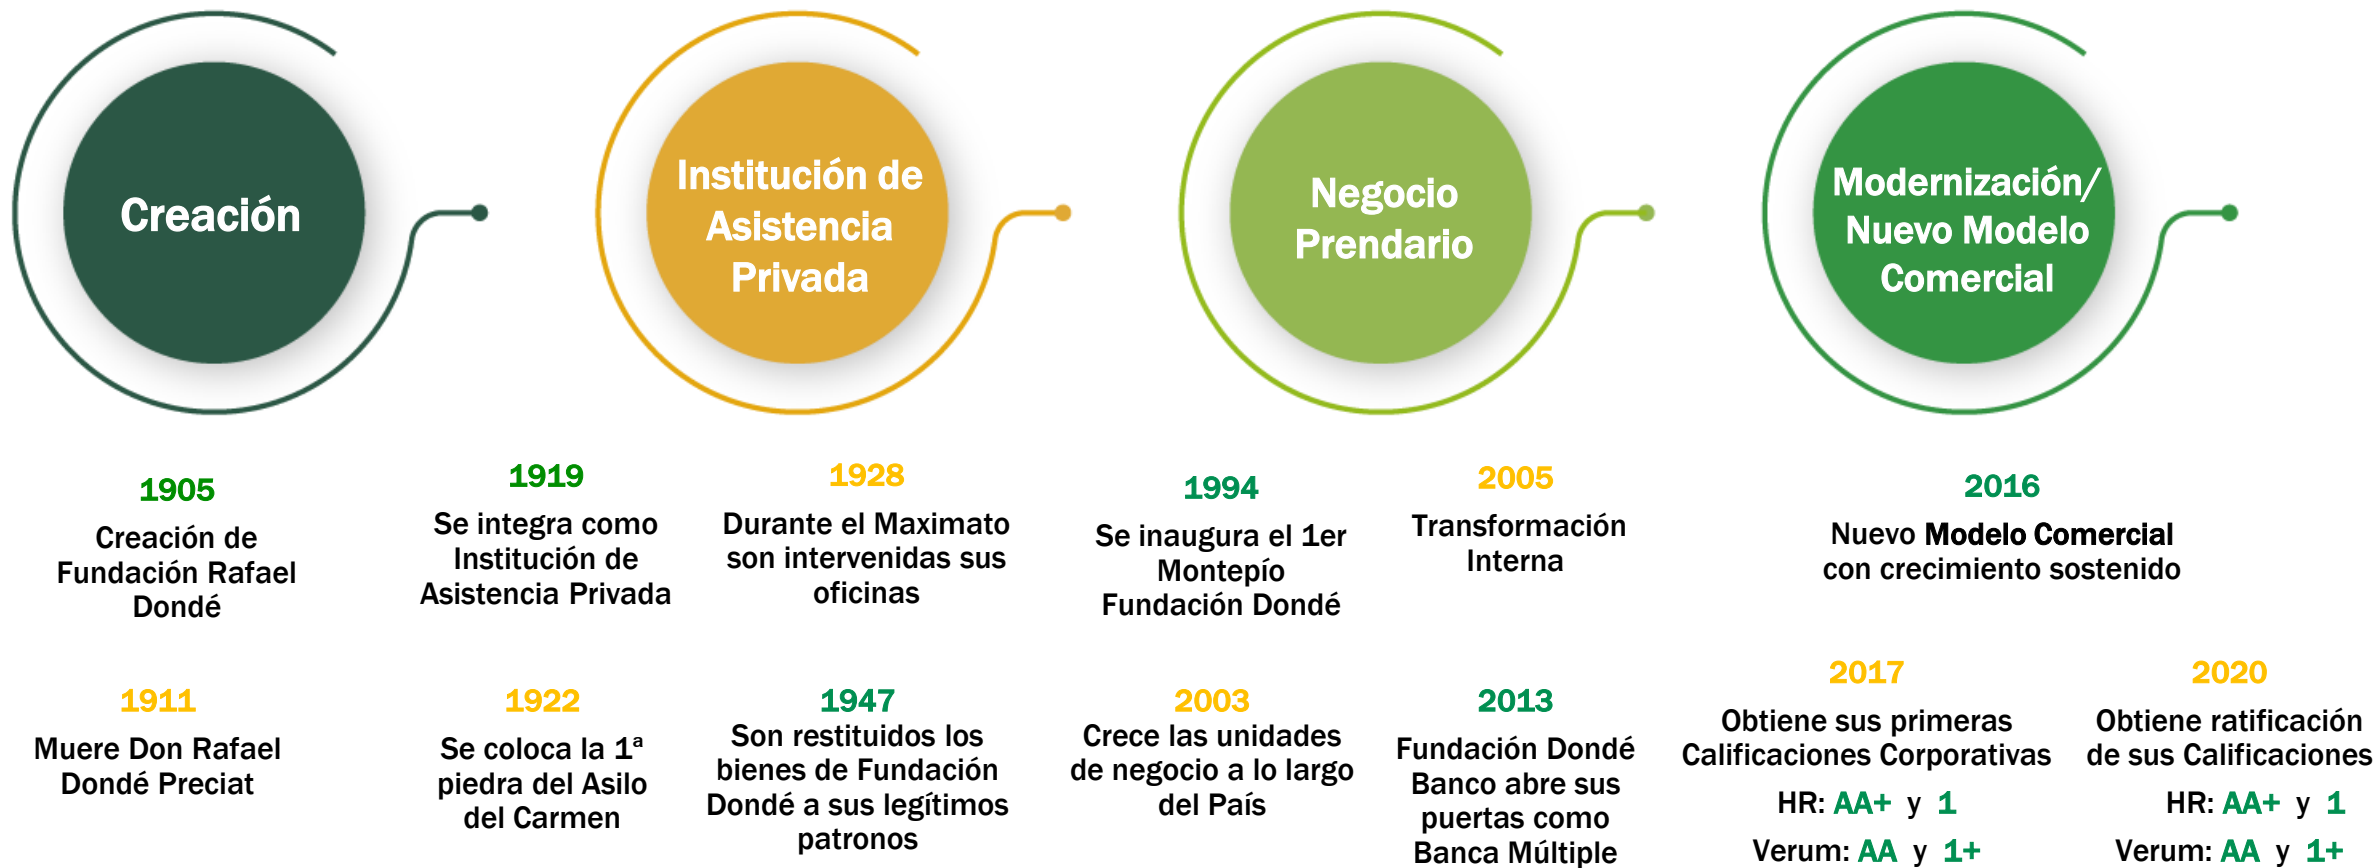 Creación
Institución de
Asistencia
Privada
Negocio
Prendario
Modernización/
Nuevo Modelo
Comercial
1905
Creación de
Fundación Rafael
Dondé
1911
Muere Don Rafael
Dondé Preciat
1919
Se integra como
Institución de
Asistencia Privada
1922
Se coloca la 1ª
piedra del Asilo
del Carmen
1928
Durante el Maximato
son intervenidas sus
oficinas
1947
Son restituidos los
bienes de Fundación
Dondé a sus legítimos
patronos
1994
Se inaugura el 1er
Montepío
Fundación Dondé
2003
Crece las unidades
de negocio a lo largo
del País
2005
Transformación
Interna
2013
Fundación Dondé
Banco abre sus
puertas como
Banca Múltiple
2016
Nuevo Modelo Comercial
con crecimiento sostenido
2017
Obtiene sus primeras
Calificaciones Corporativas
HR: AA+ y 1
Verum: AA y 1+
2020
Obtiene ratificación
de sus Calificaciones
HR: AA+ y 1
Verum: AA y 1+